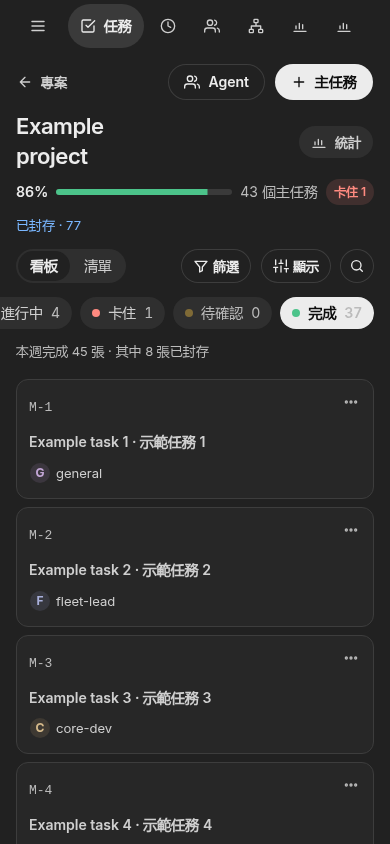 任務
專案
Agent
主任務
Example
project
統計
86%
43 個主任務
卡住 1
已封存 · 77
看板
清單
篩選
顯示
進行中 4
卡住 1
待確認 0
完成 37
本週完成 45 張 · 其中 8 張已封存
M-1
Example task 1 · 示範任務 1
G general
M-2
Example task 2 · 示範任務 2
F fleet-lead
M-3
Example task 3 · 示範任務 3
C core-dev
M-4
Example task 4 · 示範任務 4